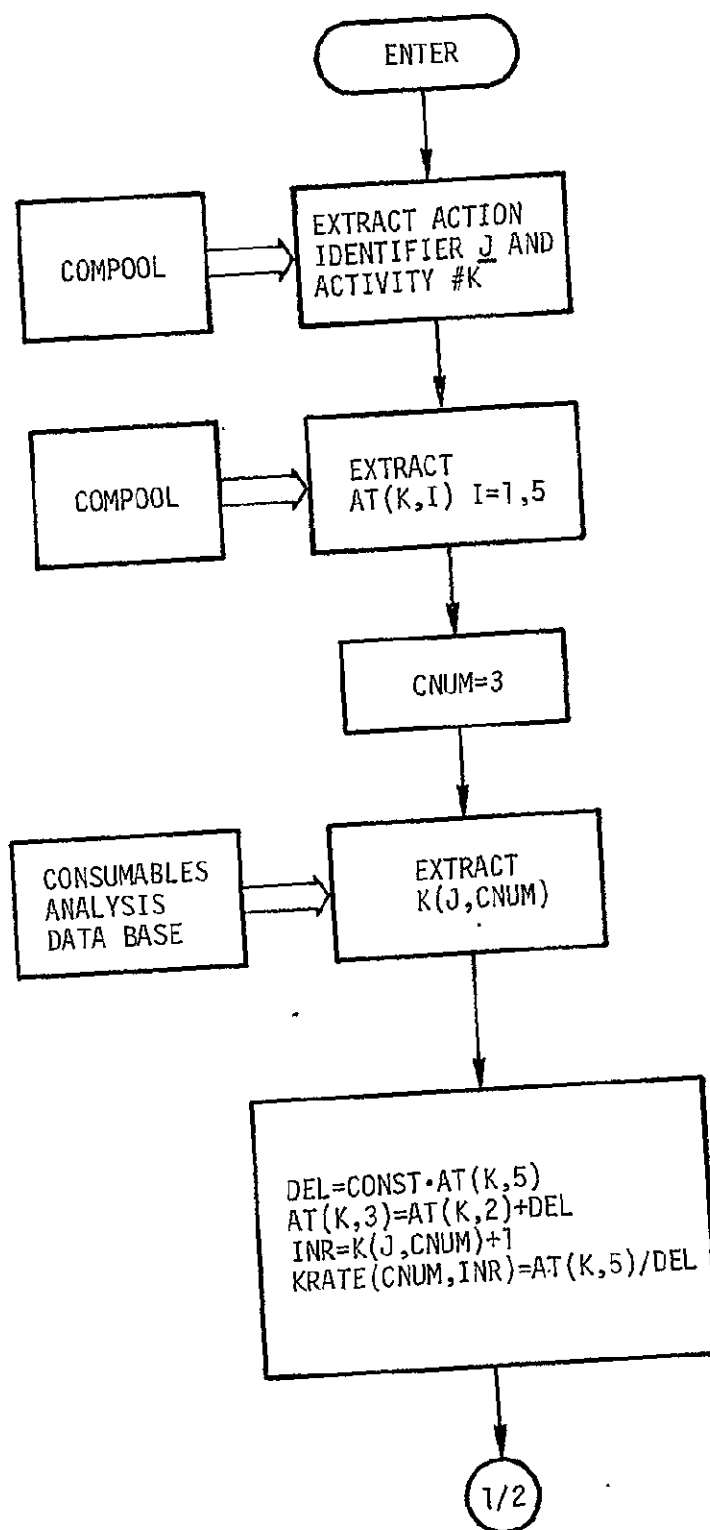 ENTER
COMPOOL
EXTRACT ACTION
IDENTIFIER J AND
ACTIVITY #K
COMPOOL
EXTRACT
AT(K,I) I=1,5
CNUM=3
CONSUMABLES
ANALYSIS
DATA BASE
EXTRACT
K(J,CNUM)
DEL=CONST•AT(K,5)
AT(K,3)=AT(K,2)+DEL
INR=K(J,CNUM)+1
KRATE(CNUM,INR)=AT(K,5)/DEL
1/2